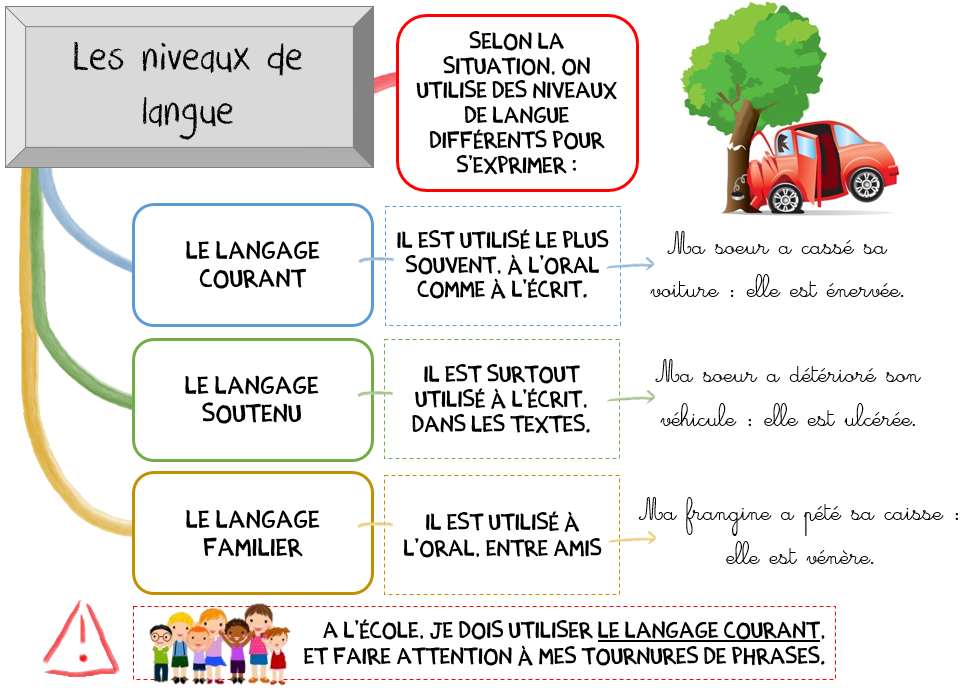 Les niveaux de
langue
SELON LA
SITUATION, ON
UTILISE DES NIVEAUX
DE LANGUE
DIFFÉRENTS POUR
S'EXPRIMER :
LE LANGAGE
COURANT
IL EST UTILISÉ LE PLUS
SOUVENT, À L'ORAL
COMME À L'ÉCRIT.
Ma soeur a cassé sa
voiture : elle est énervée.
LE LANGAGE
SOUTENU
IL EST SURTOUT
UTILISÉ À L'ÉCRIT,
DANS LES TEXTES.
Ma soeur a détérioré son
véhicule : elle est ulcérée.
LE LANGAGE
FAMILIER
IL EST UTILISÉ À
L'ORAL, ENTRE AMIS
Ma frangine a pété sa caisse :
elle est vénère.
A L'ÉCOLE, JE DOIS UTILISER LE LANGAGE COURANT,
ET FAIRE ATTENTION À MES TOURNURES DE PHRASES.